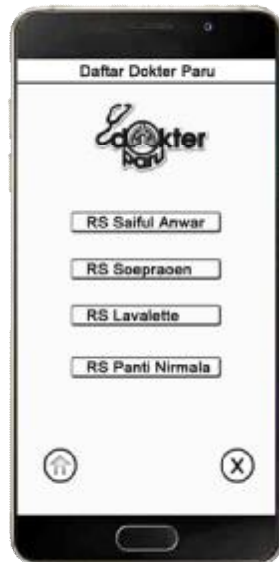 Daftar Dokter Paru
dokter
paru
RS Saiful Anwar
RS Soepraoen
RS Lavalette
RS Panti Nirmala
X